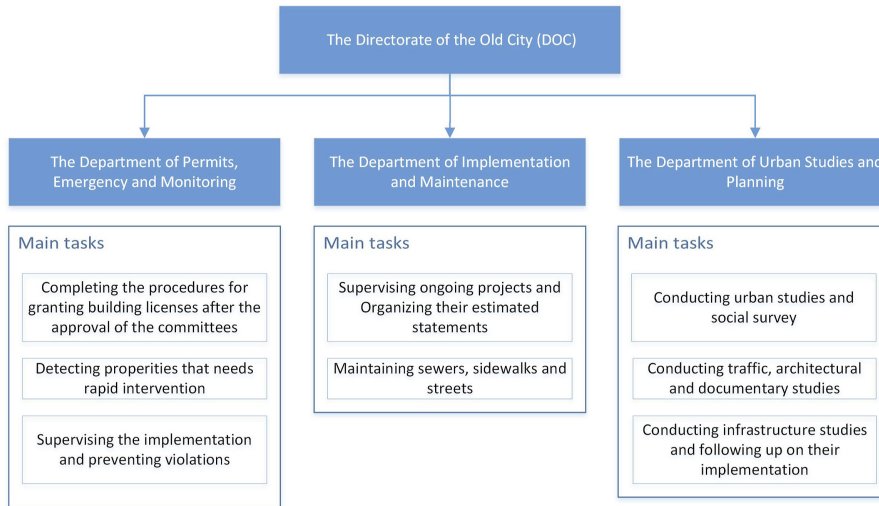 The Directorate of the Old City (DOC)
The Department of Permits,
Emergency and Monitoring
Main tasks
Completing the procedures for
granting building licenses after the
approval of the committees
Detecting properities that needs
rapid intervention
Supervising the implementation
and preventing violations
The Department of Implementation
and Maintenance
Main tasks
Supervising ongoing projects and
Organizing their estimated
statements
Maintaining sewers, sidewalks and
streets
The Department of Urban Studies and
Planning
Main tasks
Conducting urban studies and
social survey
Conducting traffic, architectural
and documentary studies
Conducting infrastructure studies
and following up on their
implementation